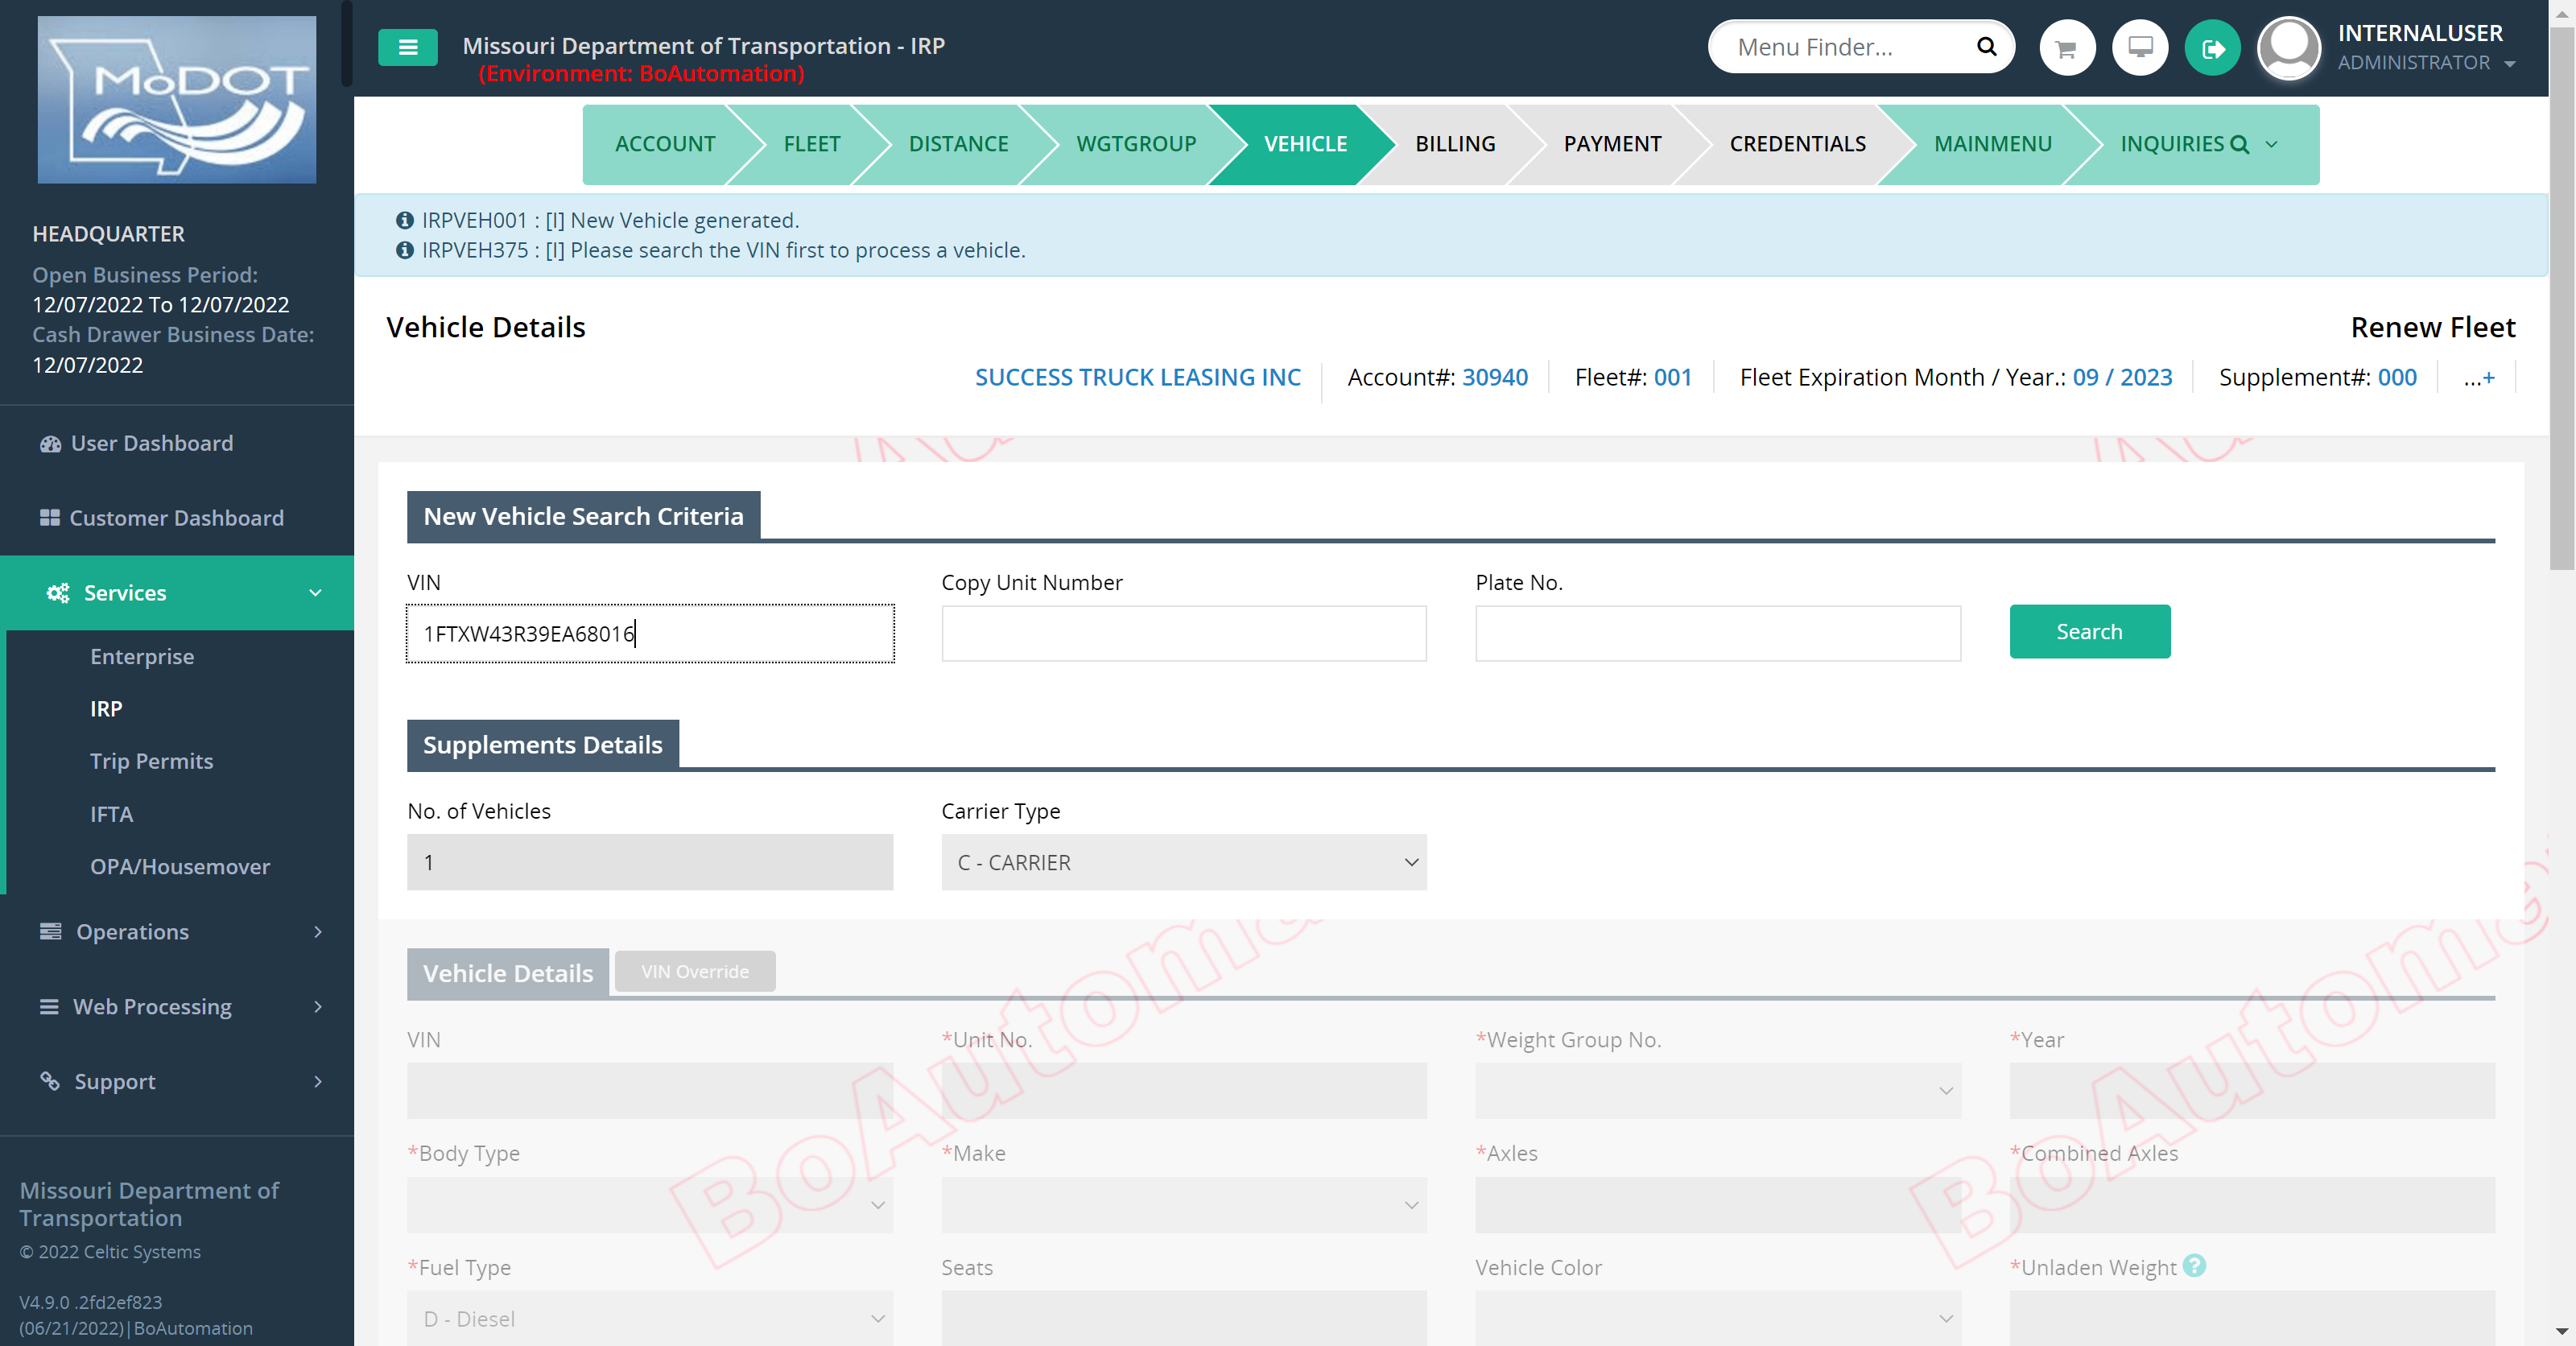 MoDOT
Missouri Department of Transportation - IRP
(Environment: BoAutomation)
Menu Finder...
INTERNALUSER
ADMINISTRATOR
ACCOUNT
FLEET
DISTANCE
WGTGROUP
VEHICLE
BILLING
PAYMENT
CREDENTIALS
MAINMENU
INQUIRIES
HEADQUARTER
Open Business Period:
12/07/2022 To 12/07/2022
Cash Drawer Business Date:
12/07/2022
User Dashboard
Customer Dashboard
Services
Enterprise
IRP
Trip Permits
IFTA
OPA/Housemover
Operations
Web Processing
Support
Missouri Department of
Transportation
© 2022 Celtic Systems
V4.9.0 .2fd2ef823
(06/21/2022)|BoAutomation
IRPVEH001 : [I] New Vehicle generated.
IRPVEH375 : [I] Please search the VIN first to process a vehicle.
Vehicle Details
Renew Fleet
SUCCESS TRUCK LEASING INC
Account#: 30940
Fleet#: 001
Fleet Expiration Month / Year.: 09 / 2023
Supplement#: 000
...+
New Vehicle Search Criteria
VIN
Copy Unit Number
Plate No.
1FTXW43R39EA68016
Search
Supplements Details
No. of Vehicles
Carrier Type
1
C - CARRIER
Vehicle Details
VIN Override
VIN
*Unit No.
*Weight Group No.
*Year
*Body Type
*Make
*Axles
*Combined Axles
*Fuel Type
Seats
Vehicle Color
*Unladen Weight
D - Diesel